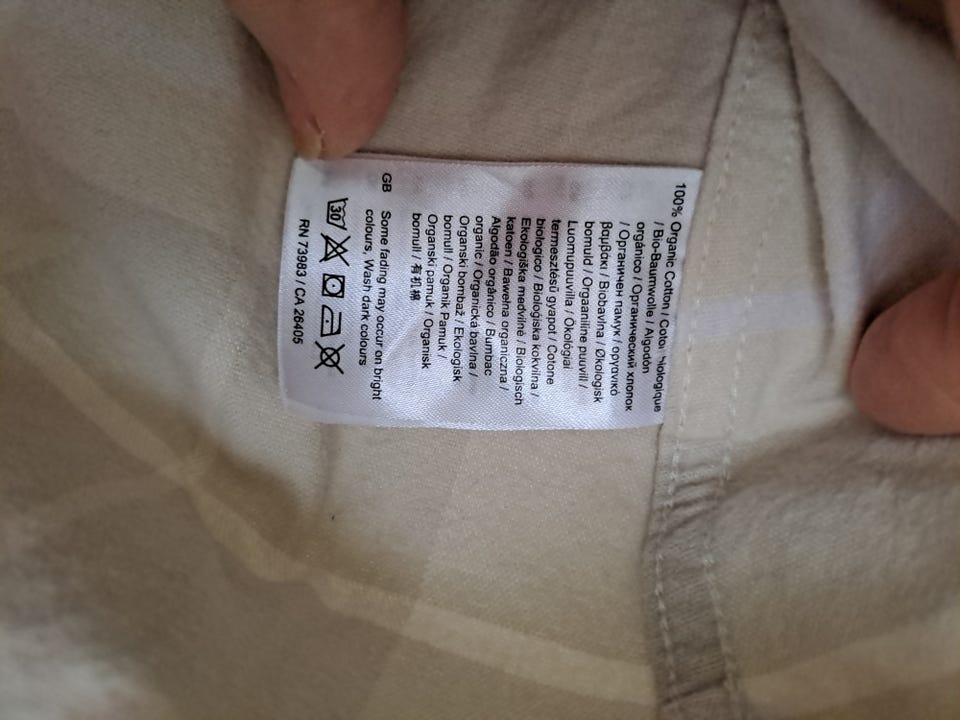 100% Organic Cotton / Coton biologique
/ Bio-Baumwolle / Algodón
orgánico / Органический хлопок
/ Органичен памук / οργανικό
βαμβάκι / Biobavlna / Økologisk
bomuld / Orgaaniline puuvill /
Luomupuuvilla / Ökológiai
termesztésű gyapot / Cotone
biologico / Bioloģiska kokvilna /
Ekologiška medvilnė / Biologisch
katoen / Bawełna organiczna /
Algodão orgânico / Bumbac
organic / Organická bavlna /
Organski bombaž / Ekologisk
bomull / Organik Pamuk /
Organski pamuk / Organisk
bomull / 有机棉
GB Some fading may occur on bright
colours, Wash dark colours
30
RN 73983 / CA 26405